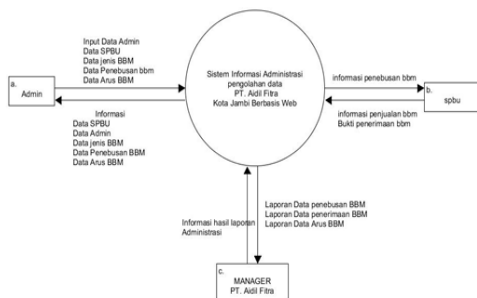 Input Data Admin
Data SPBU
Data jenis BBM
Data Penebusan bbm
Data Arus BBM
a.
Admin
Informasi
Data SPBU
Data Admin
Data jenis BBM
Data Penebusan BBM
Data Arus BBM
Sistem Informasi Administrasi
pengolahan data
PT. Aidil Fitra
Kota Jambi Berbasis Web
informasi penebusan bbm
b.
spbu
informasi penjualan bbm
Bukti penerimaan bbm
Informasi hasil laporan
Administrasi
Laporan Data penebusan BBM
Laporan Data penerimaan BBM
Laporan Data Arus BBM
c.
MANAGER
PT. Aidil Fitra